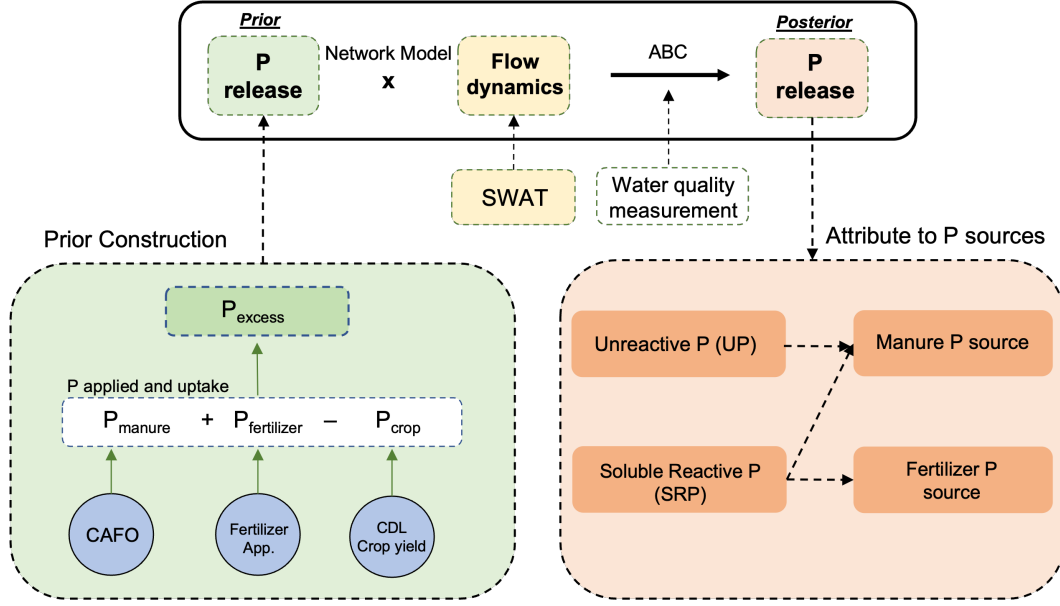 Prior
P
release
Network Model
x
Flow
dynamics
ABC
Posterior
P
release
SWAT
Water quality
measurement
Prior Construction
Attribute to P sources
Pexcess
P applied and uptake
Pmanure + Pfertilizer – Pcrop
CAFO
Fertilizer
App.
CDL
Crop yield
Unreactive P (UP)
Manure P source
Soluble Reactive P
(SRP)
Fertilizer P
source